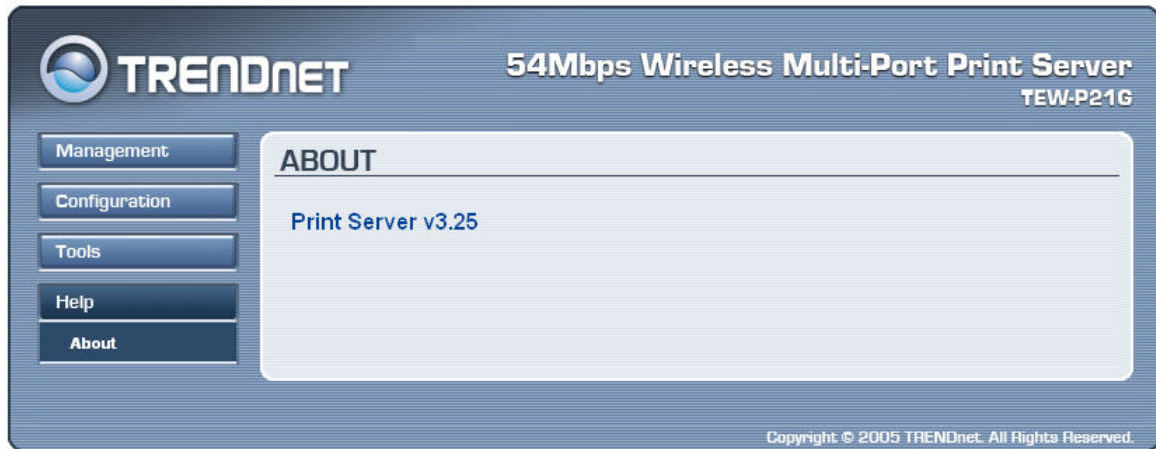 TRENDNET
54Mbps Wireless Multi-Port Print Server
TEW-P21G
Management
Configuration
Tools
Help
About
ABOUT
Print Server v3.25
Copyright © 2005 TRENDnet. All Rights Reserved.